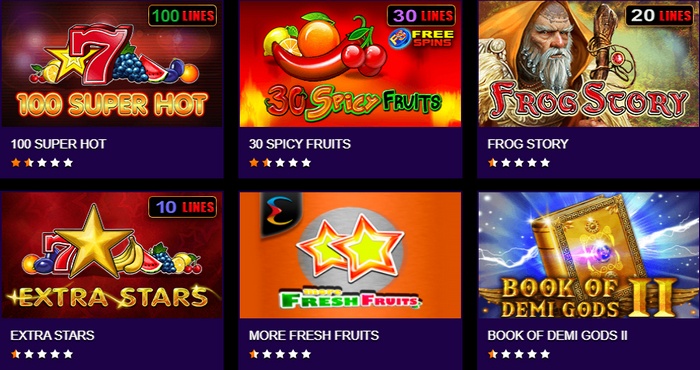 100 LINES
100 SUPER HOT
100 SUPER HOT
30 LINES
FREE
SPINS
30 Spicy FRUITS
30 SPICY FRUITS
20 LINES
FROG STORY
FROG STORY
10 LINES
EXTRA STARS
EXTRA STARS
more
FRESH FRUITS
MORE FRESH FRUITS
BOOK OF
DEMI GODS II
BOOK OF DEMI GODS II